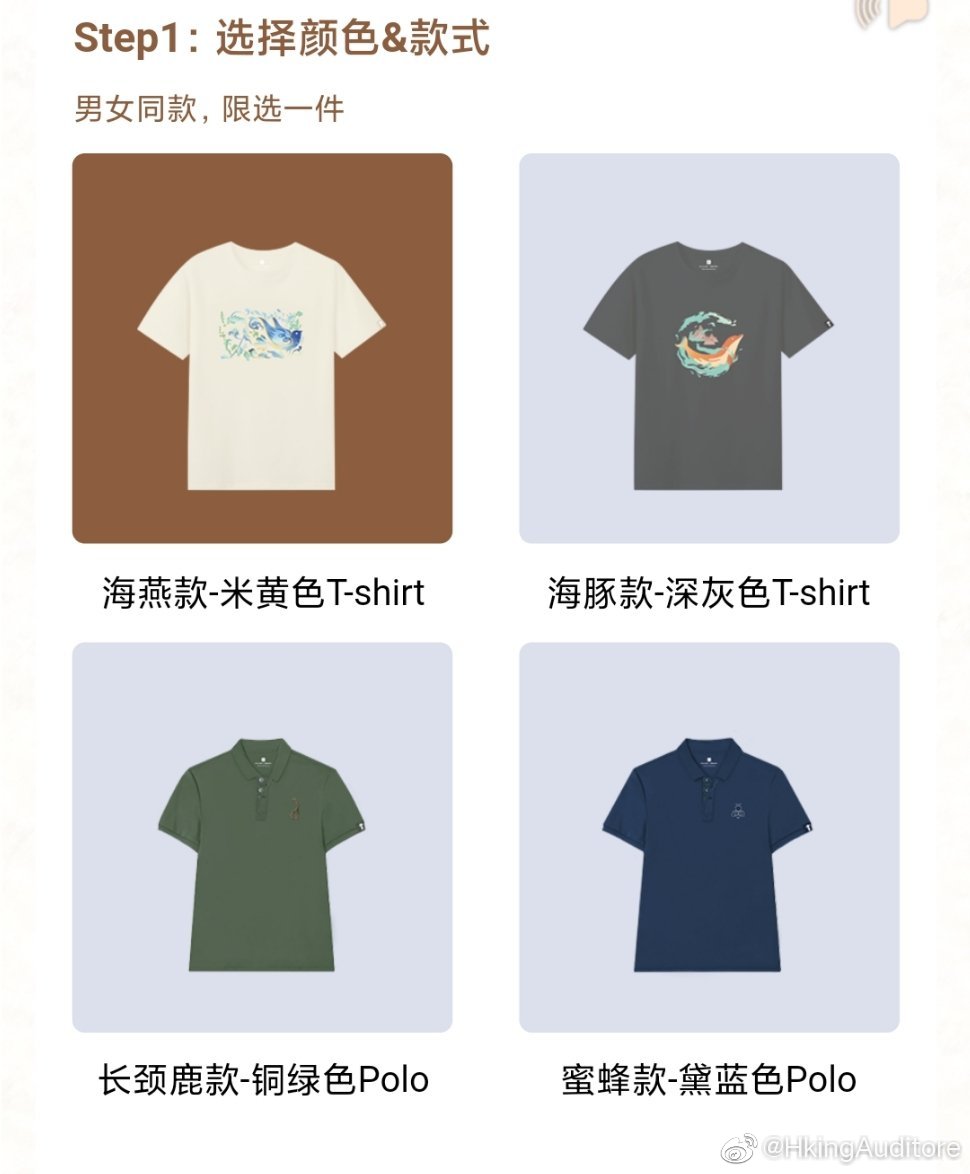 Step1：选择颜色&款式
男女同款，限选一件
海燕款-米黄色T-shirt
海豚款-深灰色T-shirt
长颈鹿款-铜绿色Polo
蜜蜂款-黛蓝色Polo
@HkingAuditore